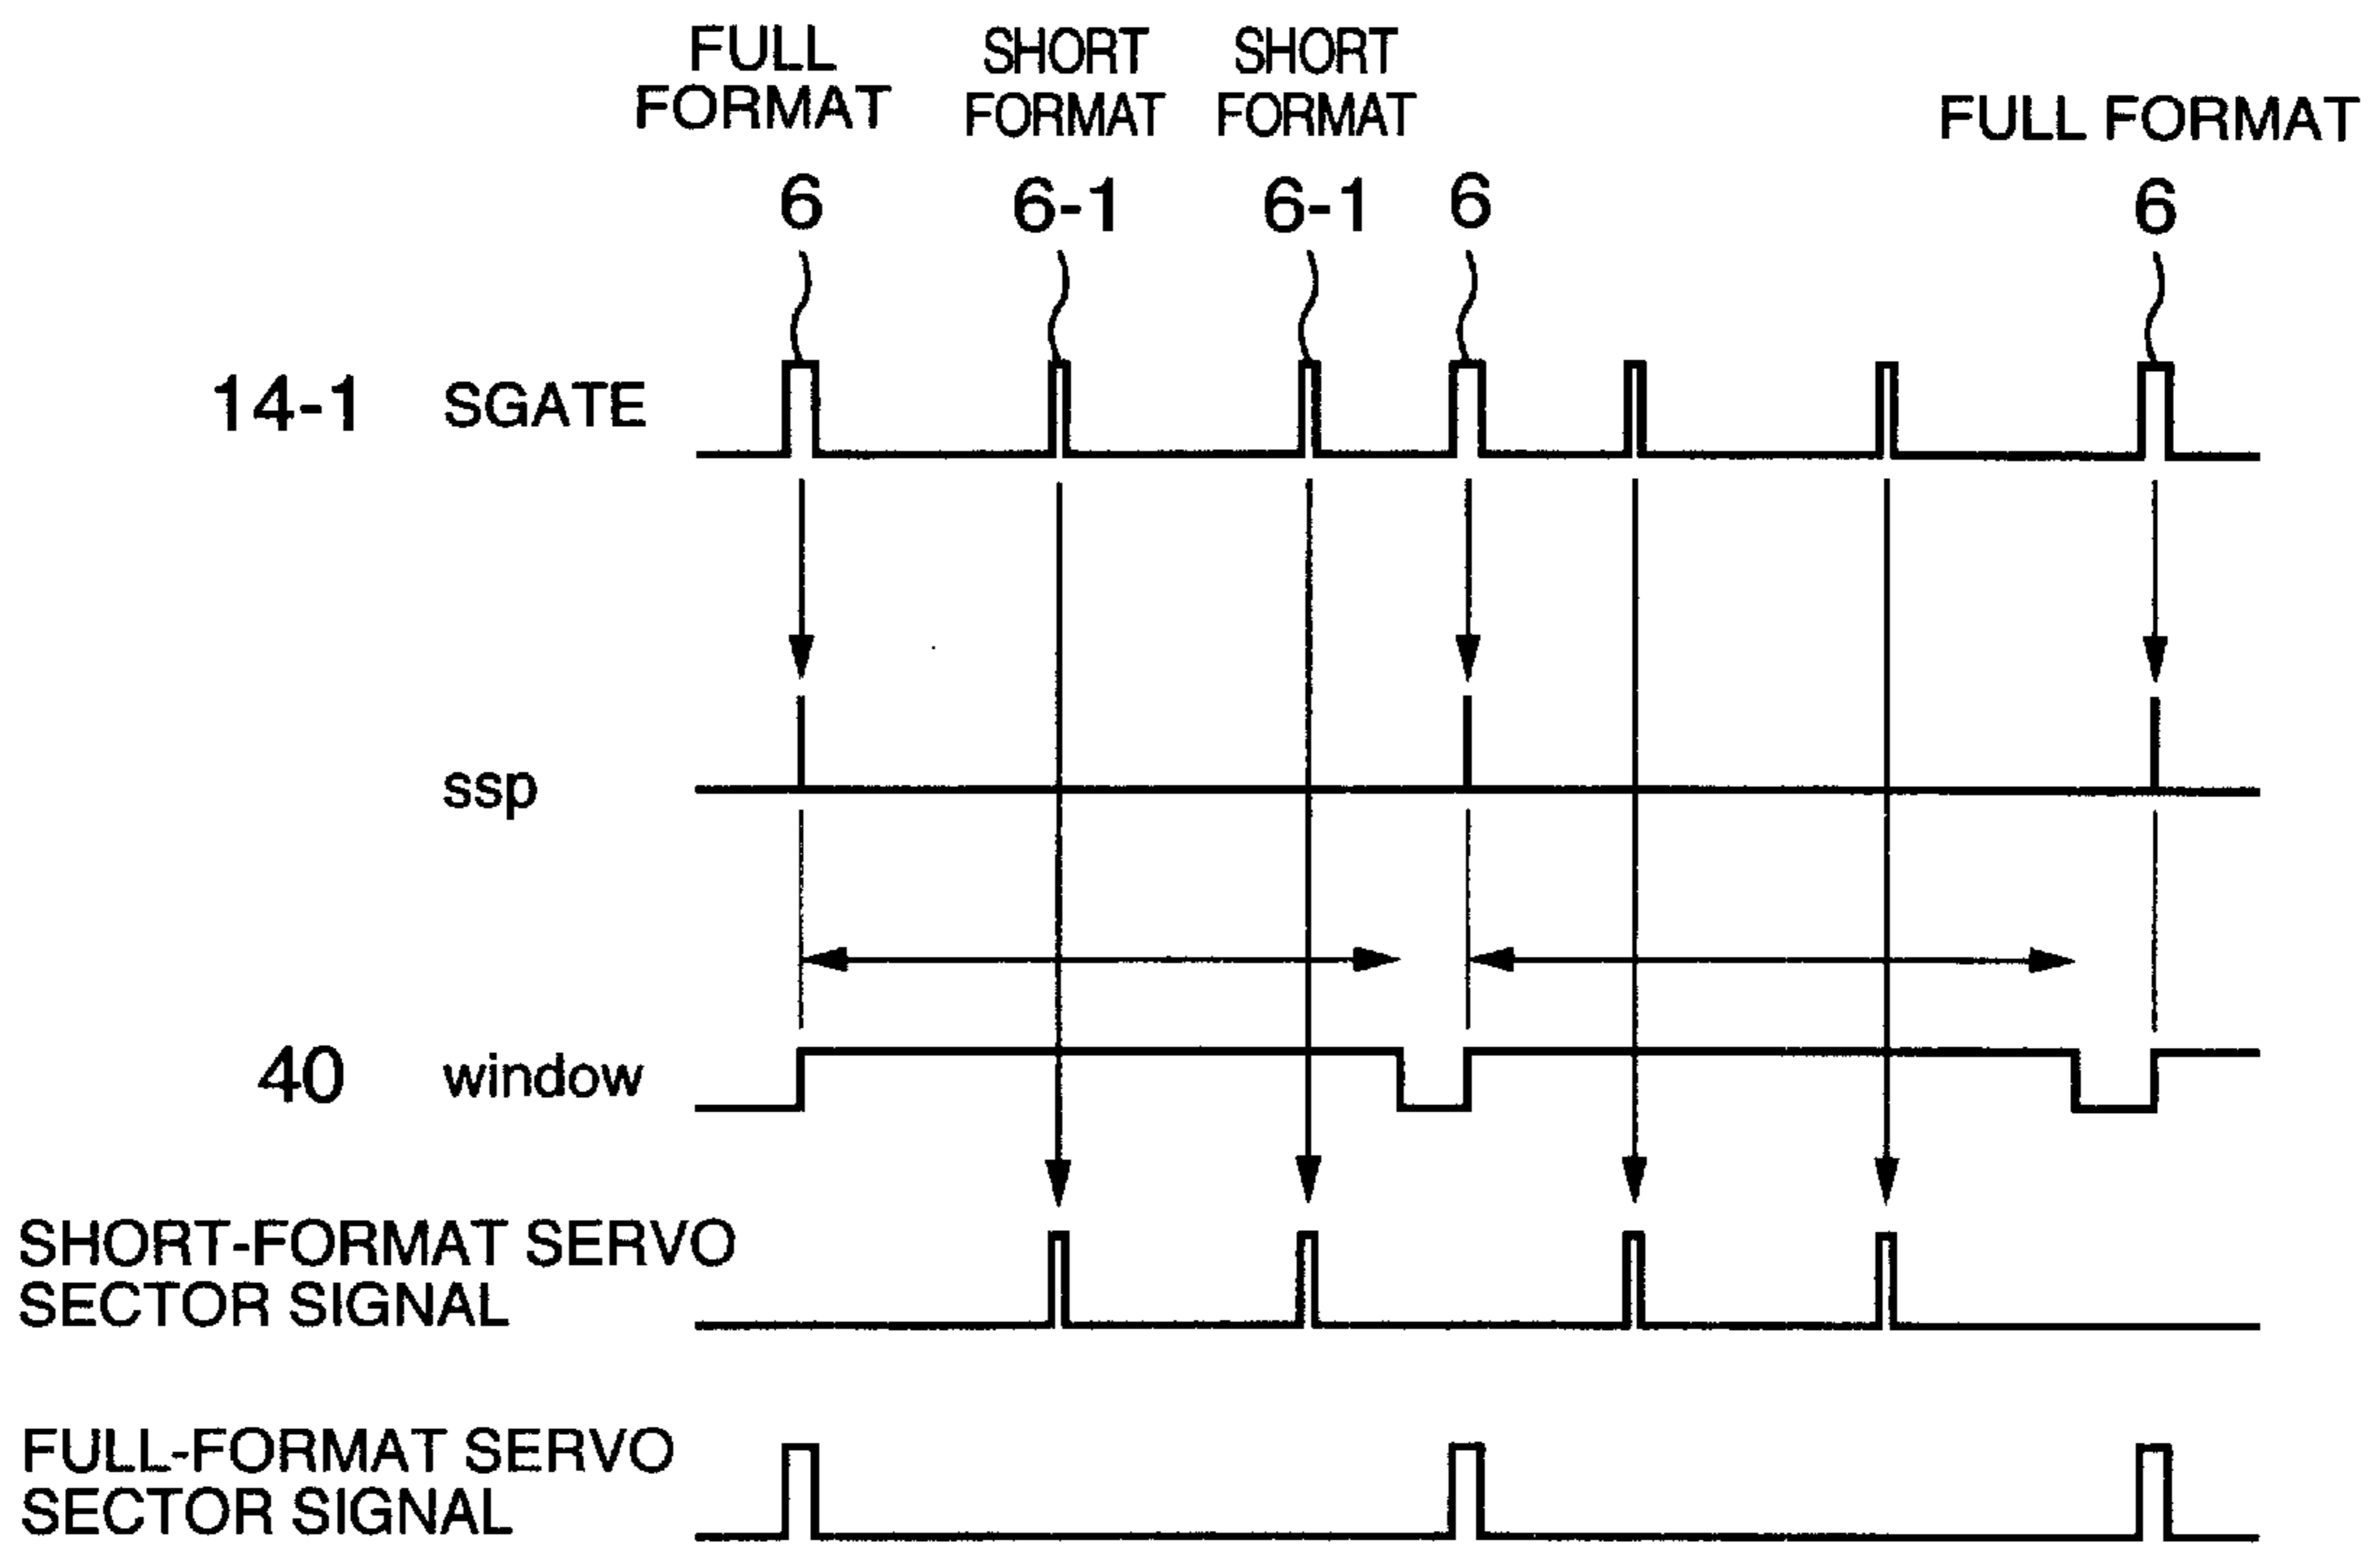 FULL
FORMAT
SHORT
FORMAT
SHORT
FORMAT
FULL FORMAT
6
6-1
6-1
6
6
14-1 SGATE
ssp
40 window
SHORT-FORMAT SERVO
SECTOR SIGNAL
FULL-FORMAT SERVO
SECTOR SIGNAL